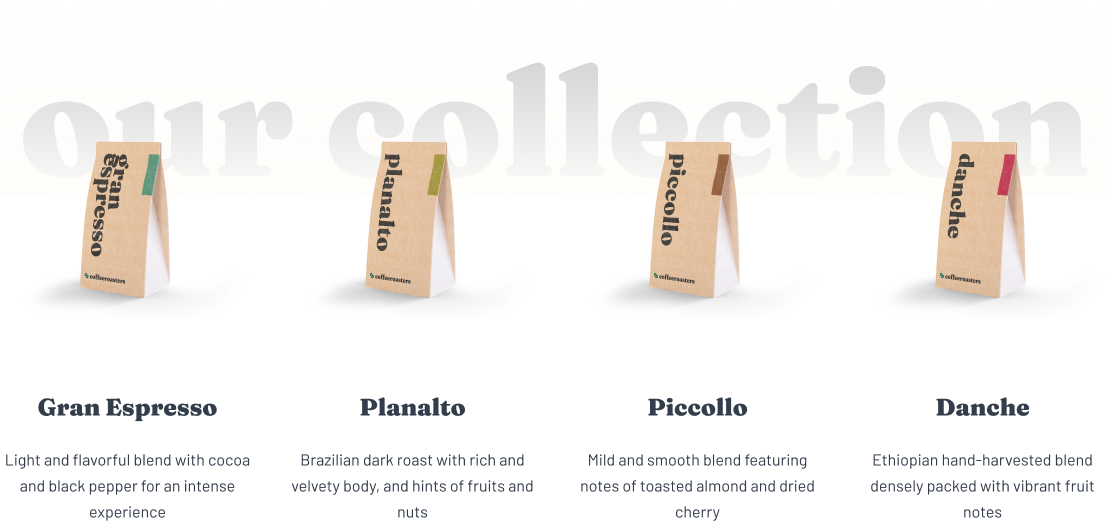 our collection
gran
espresso
coffeeroasters
planalto
coffeeroasters
piccollo
coffeeroasters
danche
coffeeroasters
Gran Espresso
Light and flavorful blend with cocoa
and black pepper for an intense
experience
Planalto
Brazilian dark roast with rich and
velvety body, and hints of fruits and
nuts
Piccollo
Mild and smooth blend featuring
notes of toasted almond and dried
cherry
Danche
Ethiopian hand-harvested blend
densely packed with vibrant fruit
notes